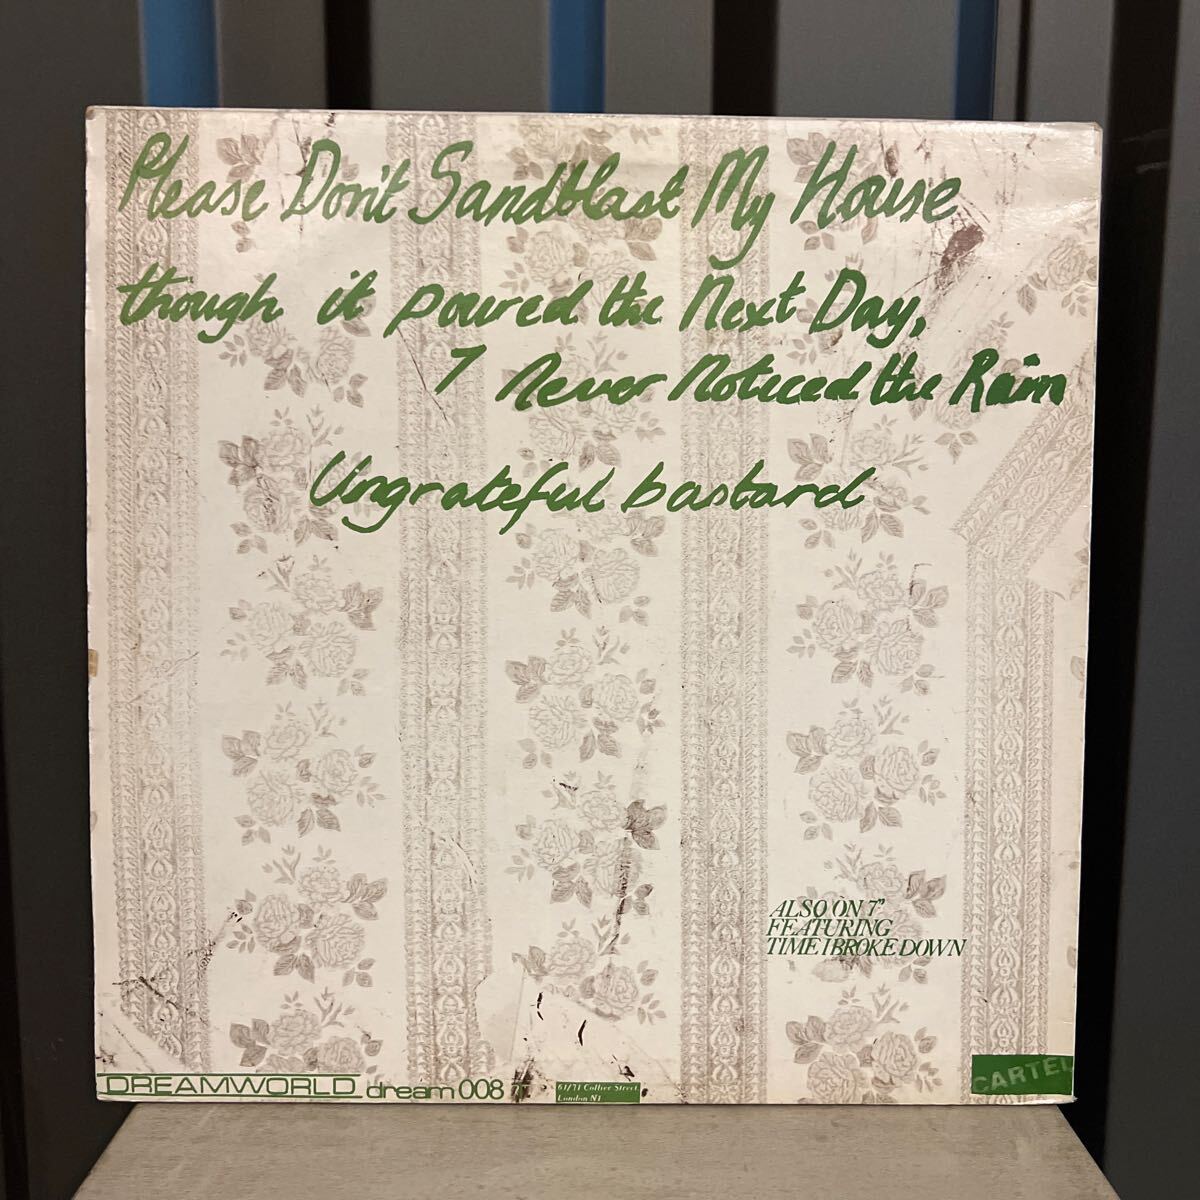 Please Don't Sandblast My House
though it poured the Next Day,
I never Noticed the Rain
Ungrateful bastard
ALSO ON 7"
FEATURING
TIME I BROKE DOWN
DREAMWORLD dream 008 T
61/71 Collier Street
London N1
CARTEL